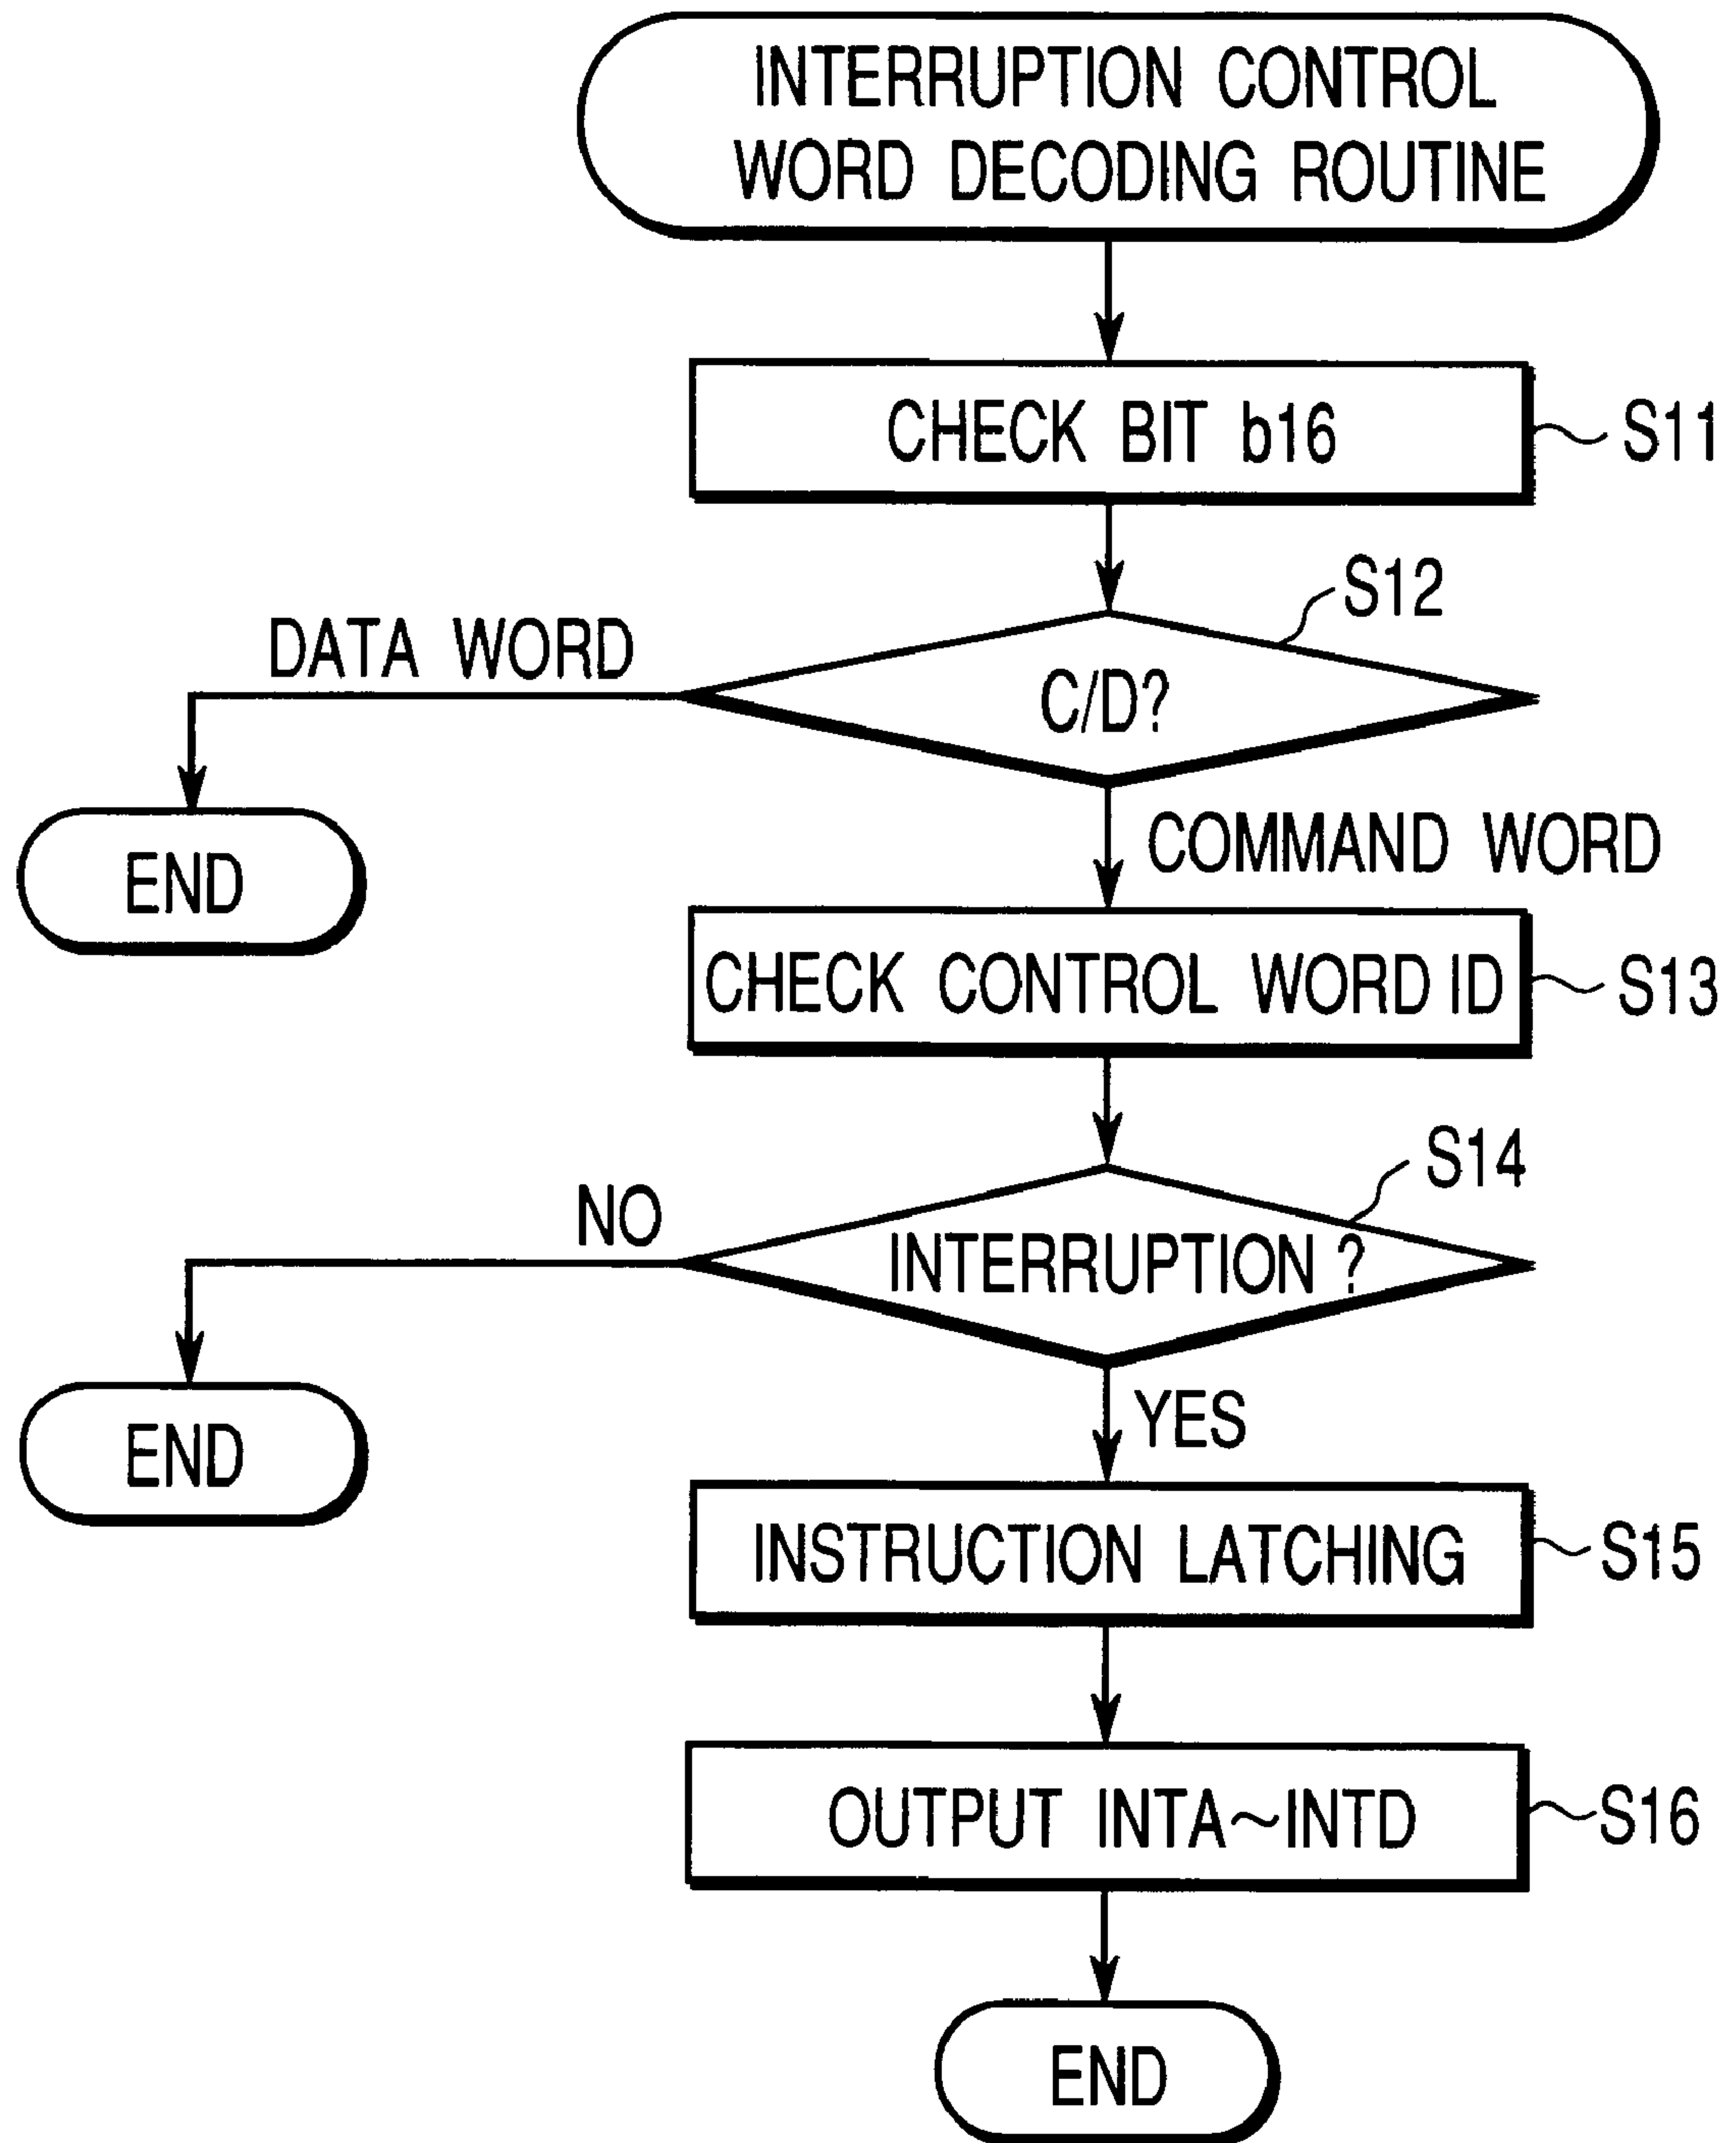 INTERRUPTION CONTROL
WORD DECODING ROUTINE
CHECK BIT b16
S11
S12
DATA WORD
C/D?
COMMAND WORD
END
CHECK CONTROL WORD ID
S13
S14
NO
INTERRUPTION ?
YES
END
INSTRUCTION LATCHING
S15
OUTPUT INTA~INTD
S16
END